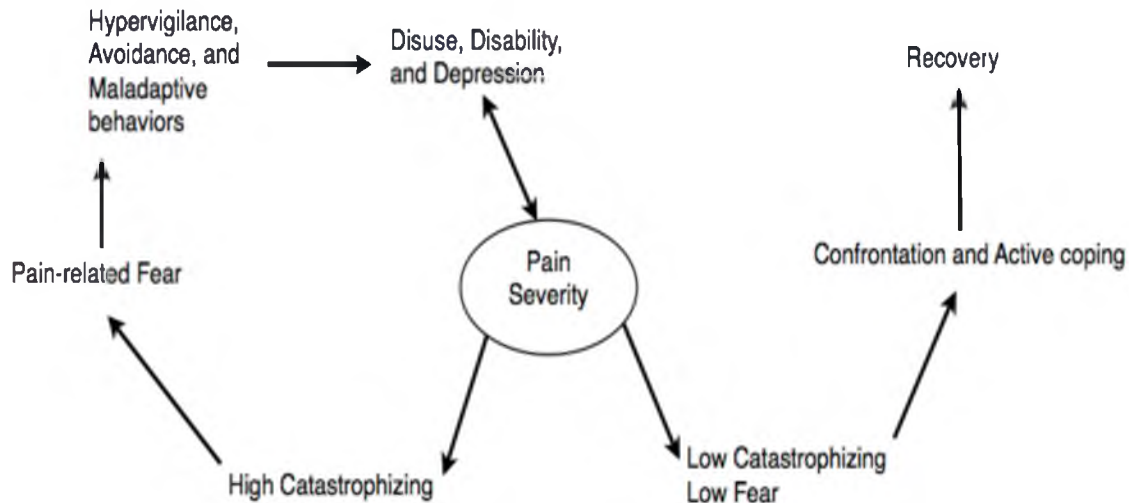 Hypervigilance,
Avoidance, and
Maladaptive
behaviors
Disuse, Disability,
and Depression
Recovery
Pain-related Fear
Pain
Severity
Confrontation and Active coping
High Catastrophizing
Low Catastrophizing
Low Fear